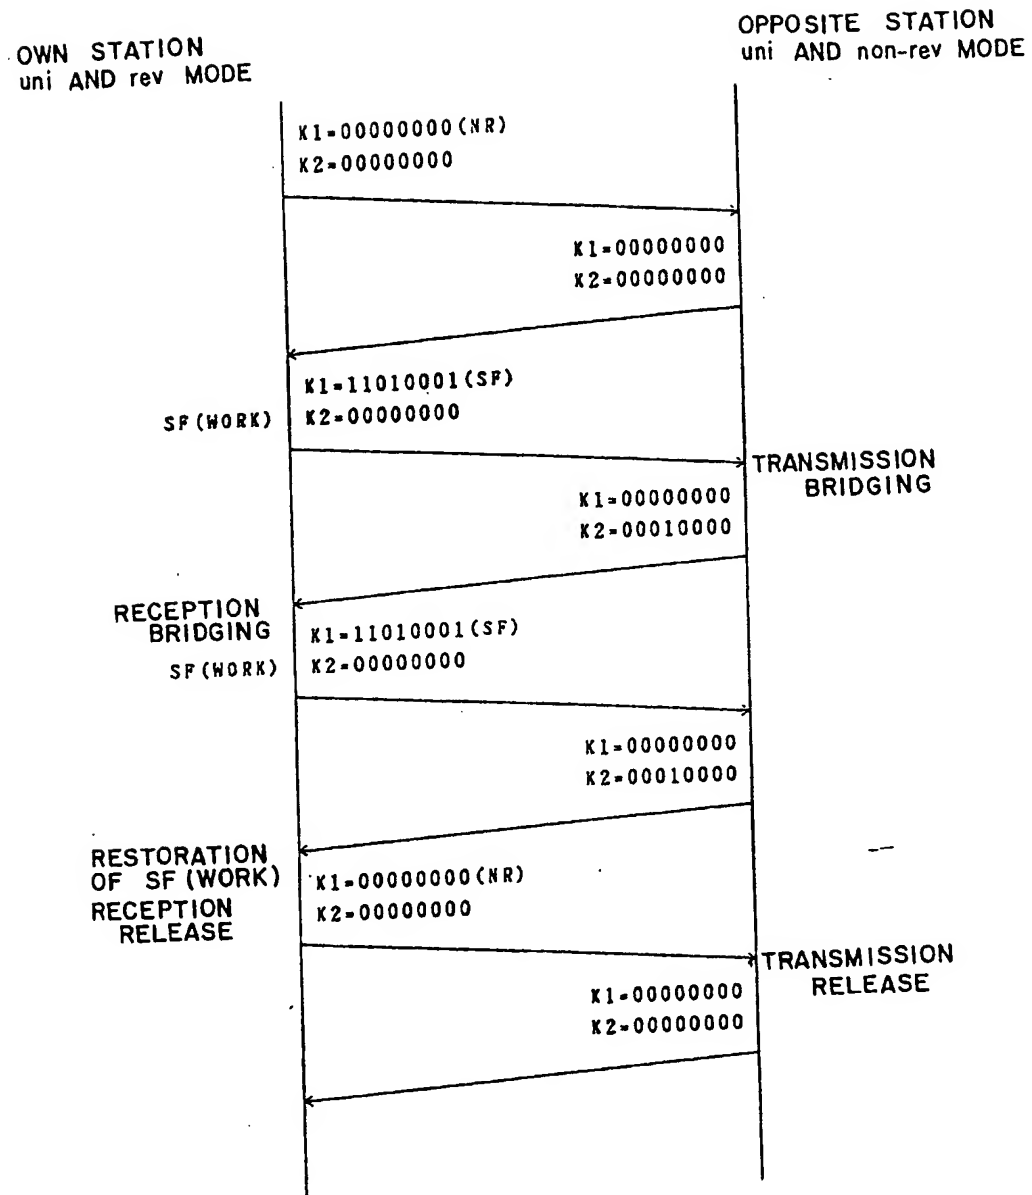 OWN STATION
uni AND rev MODE
OPPOSITE STATION
uni AND non-rev MODE
K1=00000000(NR)
K2=00000000
K1=00000000
K2=00000000
K1=11010001(SF)
SF(WORK)
K2=00000000
TRANSMISSION
BRIDGING
K1=00000000
K2=00010000
RECEPTION
BRIDGING
K1=11010001(SF)
SF(WORK)
K2=00000000
K1=00000000
K2=00010000
RESTORATION
OF SF(WORK)
RECEPTION
RELEASE
K1=00000000(NR)
K2=00000000
TRANSMISSION
RELEASE
K1=00000000
K2=00000000